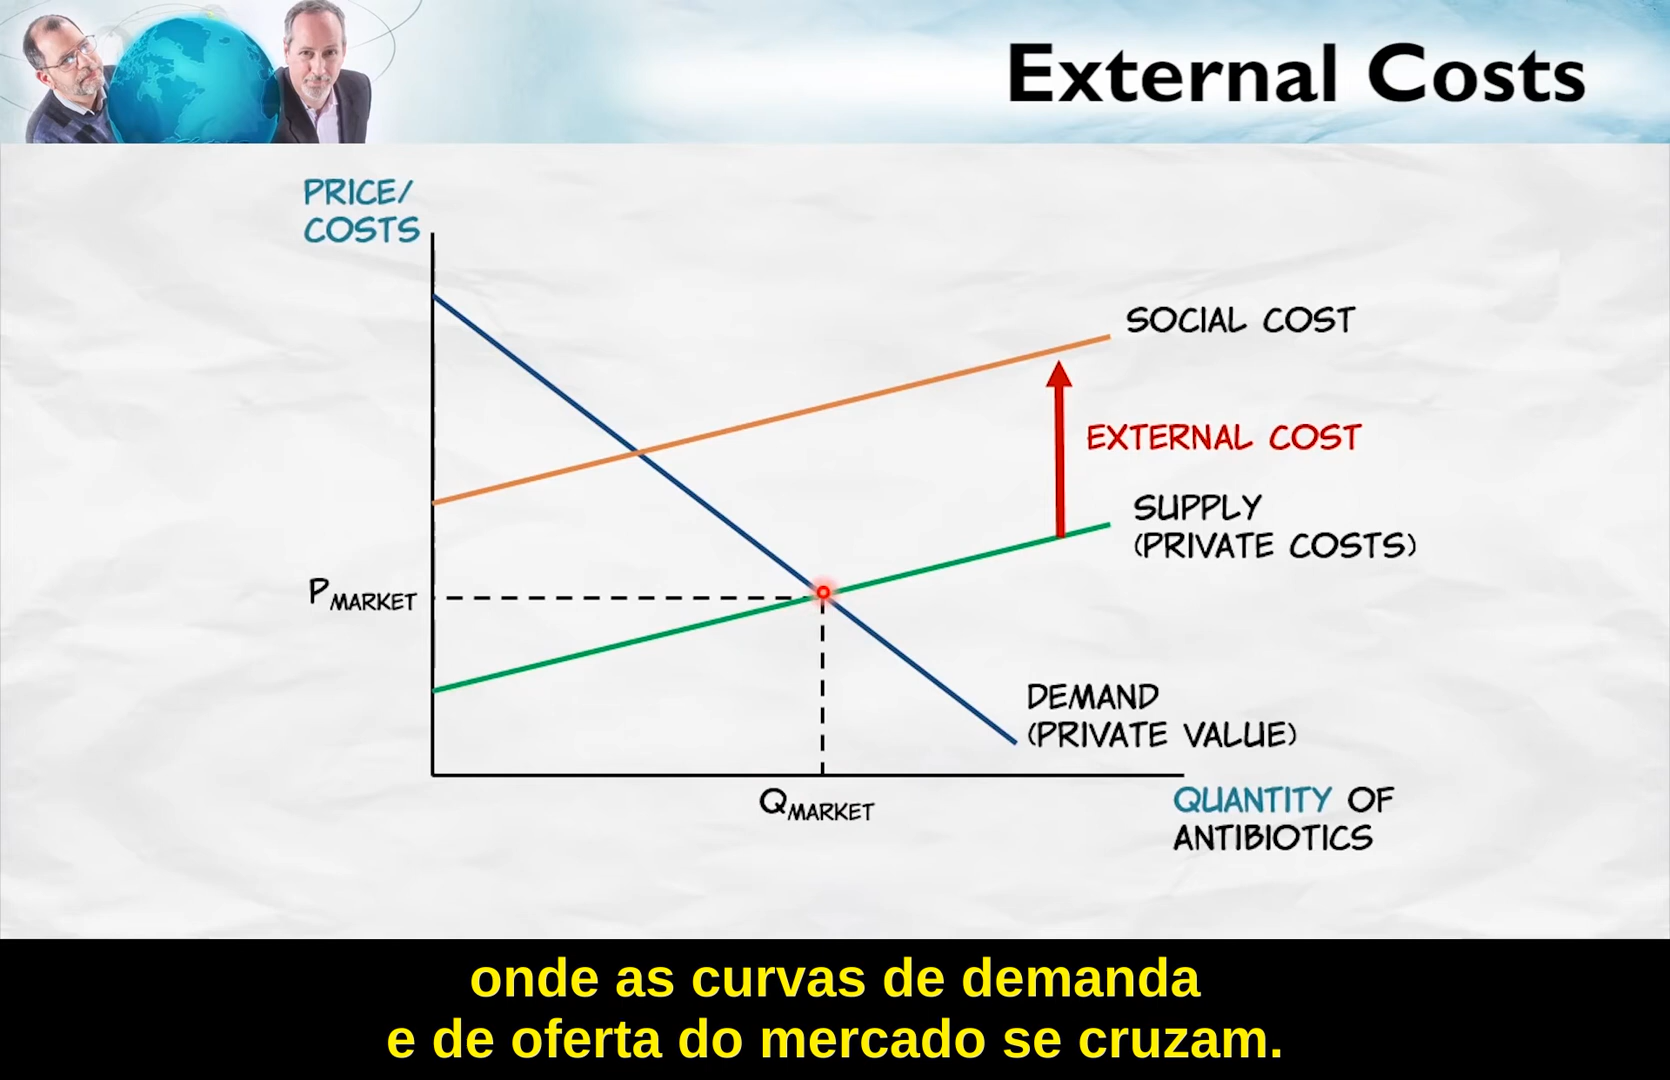 External Costs
PRICE/
COSTS
SOCIAL COST
EXTERNAL COST
SUPPLY
(PRIVATE COSTS)
PMARKET
DEMAND
(PRIVATE VALUE)
QMARKET
QUANTITY OF
ANTIBIOTICS
onde as curvas de demanda
e de oferta do mercado se cruzam.